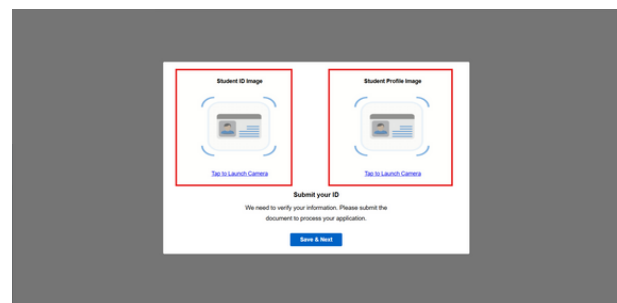 Student ID Image
Student Profile Image
Tap to Launch Camera
Tap to Launch Camera
Submit your ID
We need to verify your information. Please submit the
document to process your application.
Save & Next